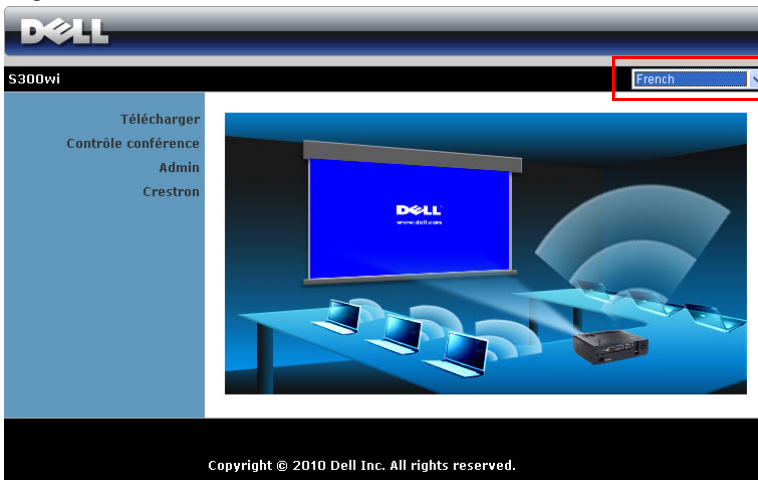 DELL
S300wi
French
Télécharger
Contrôle conférence
Admin
Crestron
DELL
www.dell.com
Copyright © 2010 Dell Inc. All rights reserved.